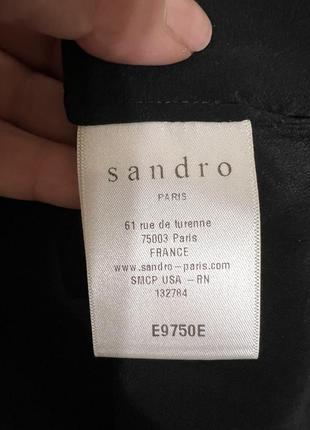 sandro
PARIS
61 rue de turenne
75003 Paris
FRANCE
www.sandro-paris.com
SMCP USA -RN
132784
E9750E